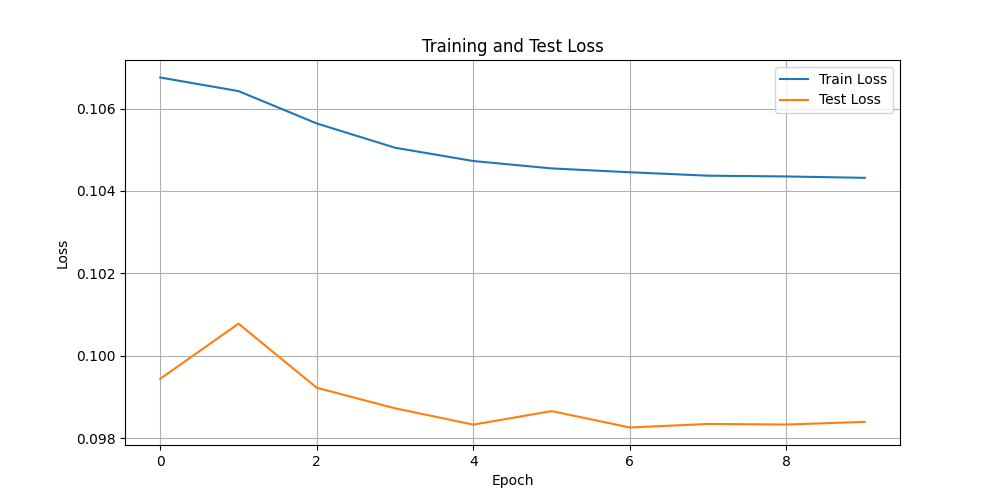 Training and Test Loss
Train Loss
Test Loss
0.106
0.104
0.102
0.100
0.098
Loss
0 2 4 6 8
Epoch